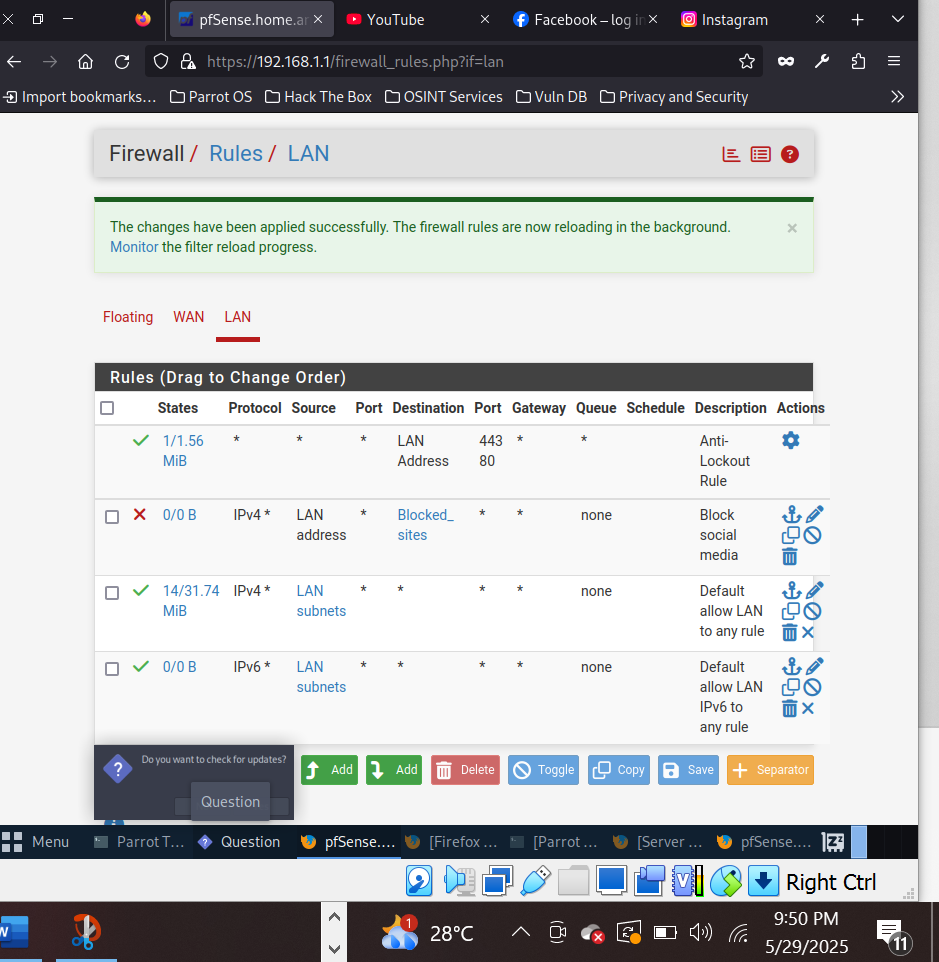 pfSense.home.ar
YouTube
Facebook – log in
Instagram
https://192.168.1.1/firewall_rules.php?if=lan
Import bookmarks...
Parrot OS
Hack The Box
OSINT Services
Vuln DB
Privacy and Security
Firewall / Rules / LAN
The changes have been applied successfully. The firewall rules are now reloading in the background.
Monitor the filter reload progress.
Floating WAN LAN
Rules (Drag to Change Order)
States Protocol Source Port Destination Port Gateway Queue Schedule Description Actions
1/1.56 * * * LAN 443 * * Anti-
MiB Address 80 Lockout
Rule
0/0 B IPv4 * LAN * Blocked_ * * none Block
address sites social
media
14/31.74 IPv4 * LAN * * * * none Default
MiB subnets allow LAN
to any rule
0/0 B IPv6 * LAN * * * * none Default
subnets allow LAN
IPv6 to
any rule
Do you want to check for updates?
Question
Add Add Delete Toggle Copy Save Separator
Menu Parrot T... Question pfSense.... [Firefox ... [Parrot ... [Server ... pfSense....
Right Ctrl
1
28°C
9:50 PM
5/29/2025
11